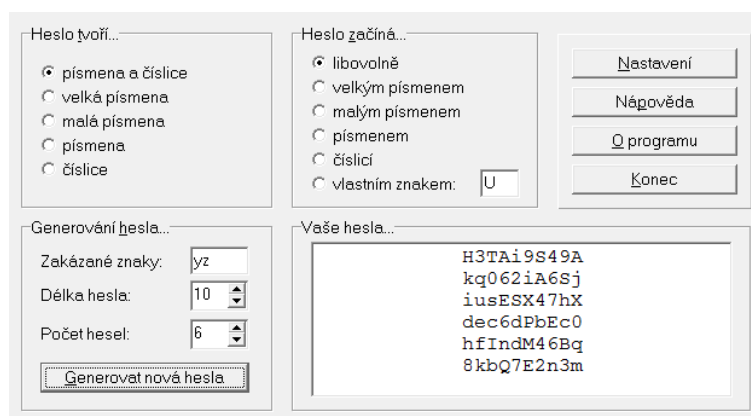 Heslo tvoří...
písmena a číslice
velká písmena
malá písmena
písmena
číslice
Heslo začíná...
libovolně
velkým písmenem
malým písmenem
písmenem
číslicí
vlastním znakem: U
Nastavení
Nápověda
O programu
Konec
Generování hesla...
Zakázané znaky: yz
Délka hesla: 10
Počet hesel: 6
Generovat nová hesla
Vaše hesla...
H3TAi9S49A
kq062iA6Sj
iusESX47hX
dec6dPbEc0
hfIndM46Bq
8kbQ7E2n3m